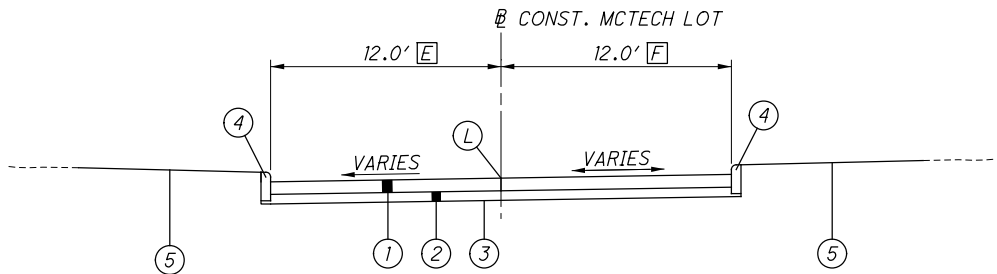 ℄ CONST. MCTECH LOT
12.0' E 12.0' F
4 L 4
VARIES VARIES
5 1 2 3 5